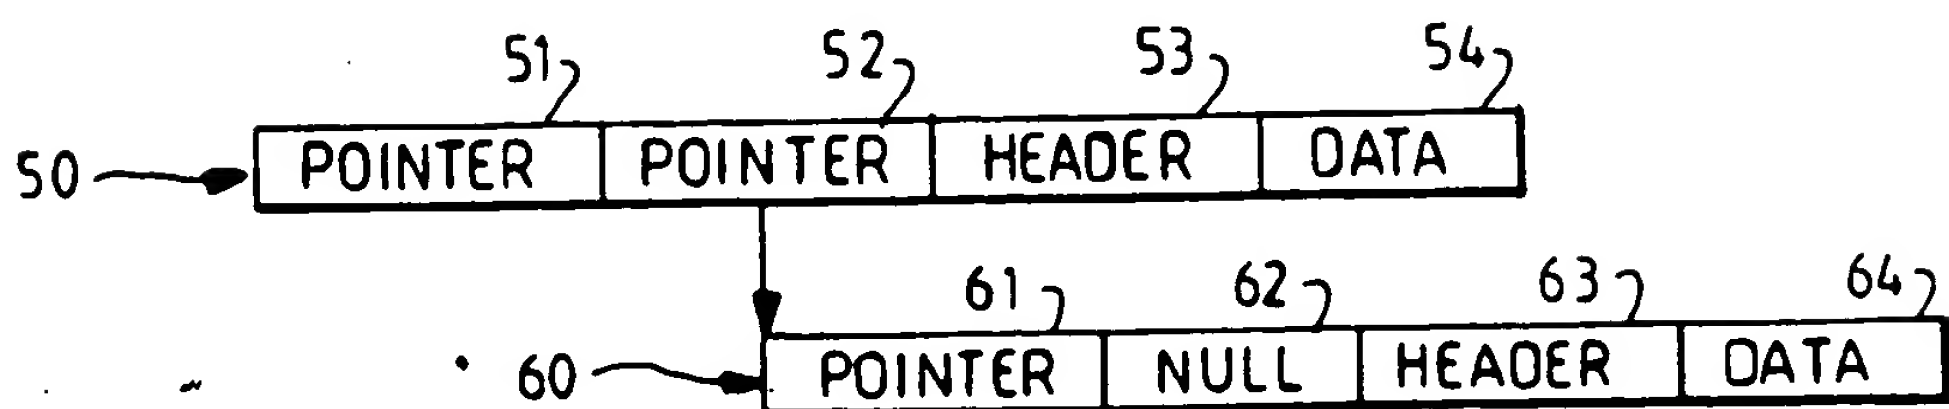 51 52 53 54
50 POINTER POINTER HEADER DATA
61 62 63 64
60 POINTER NULL HEADER DATA